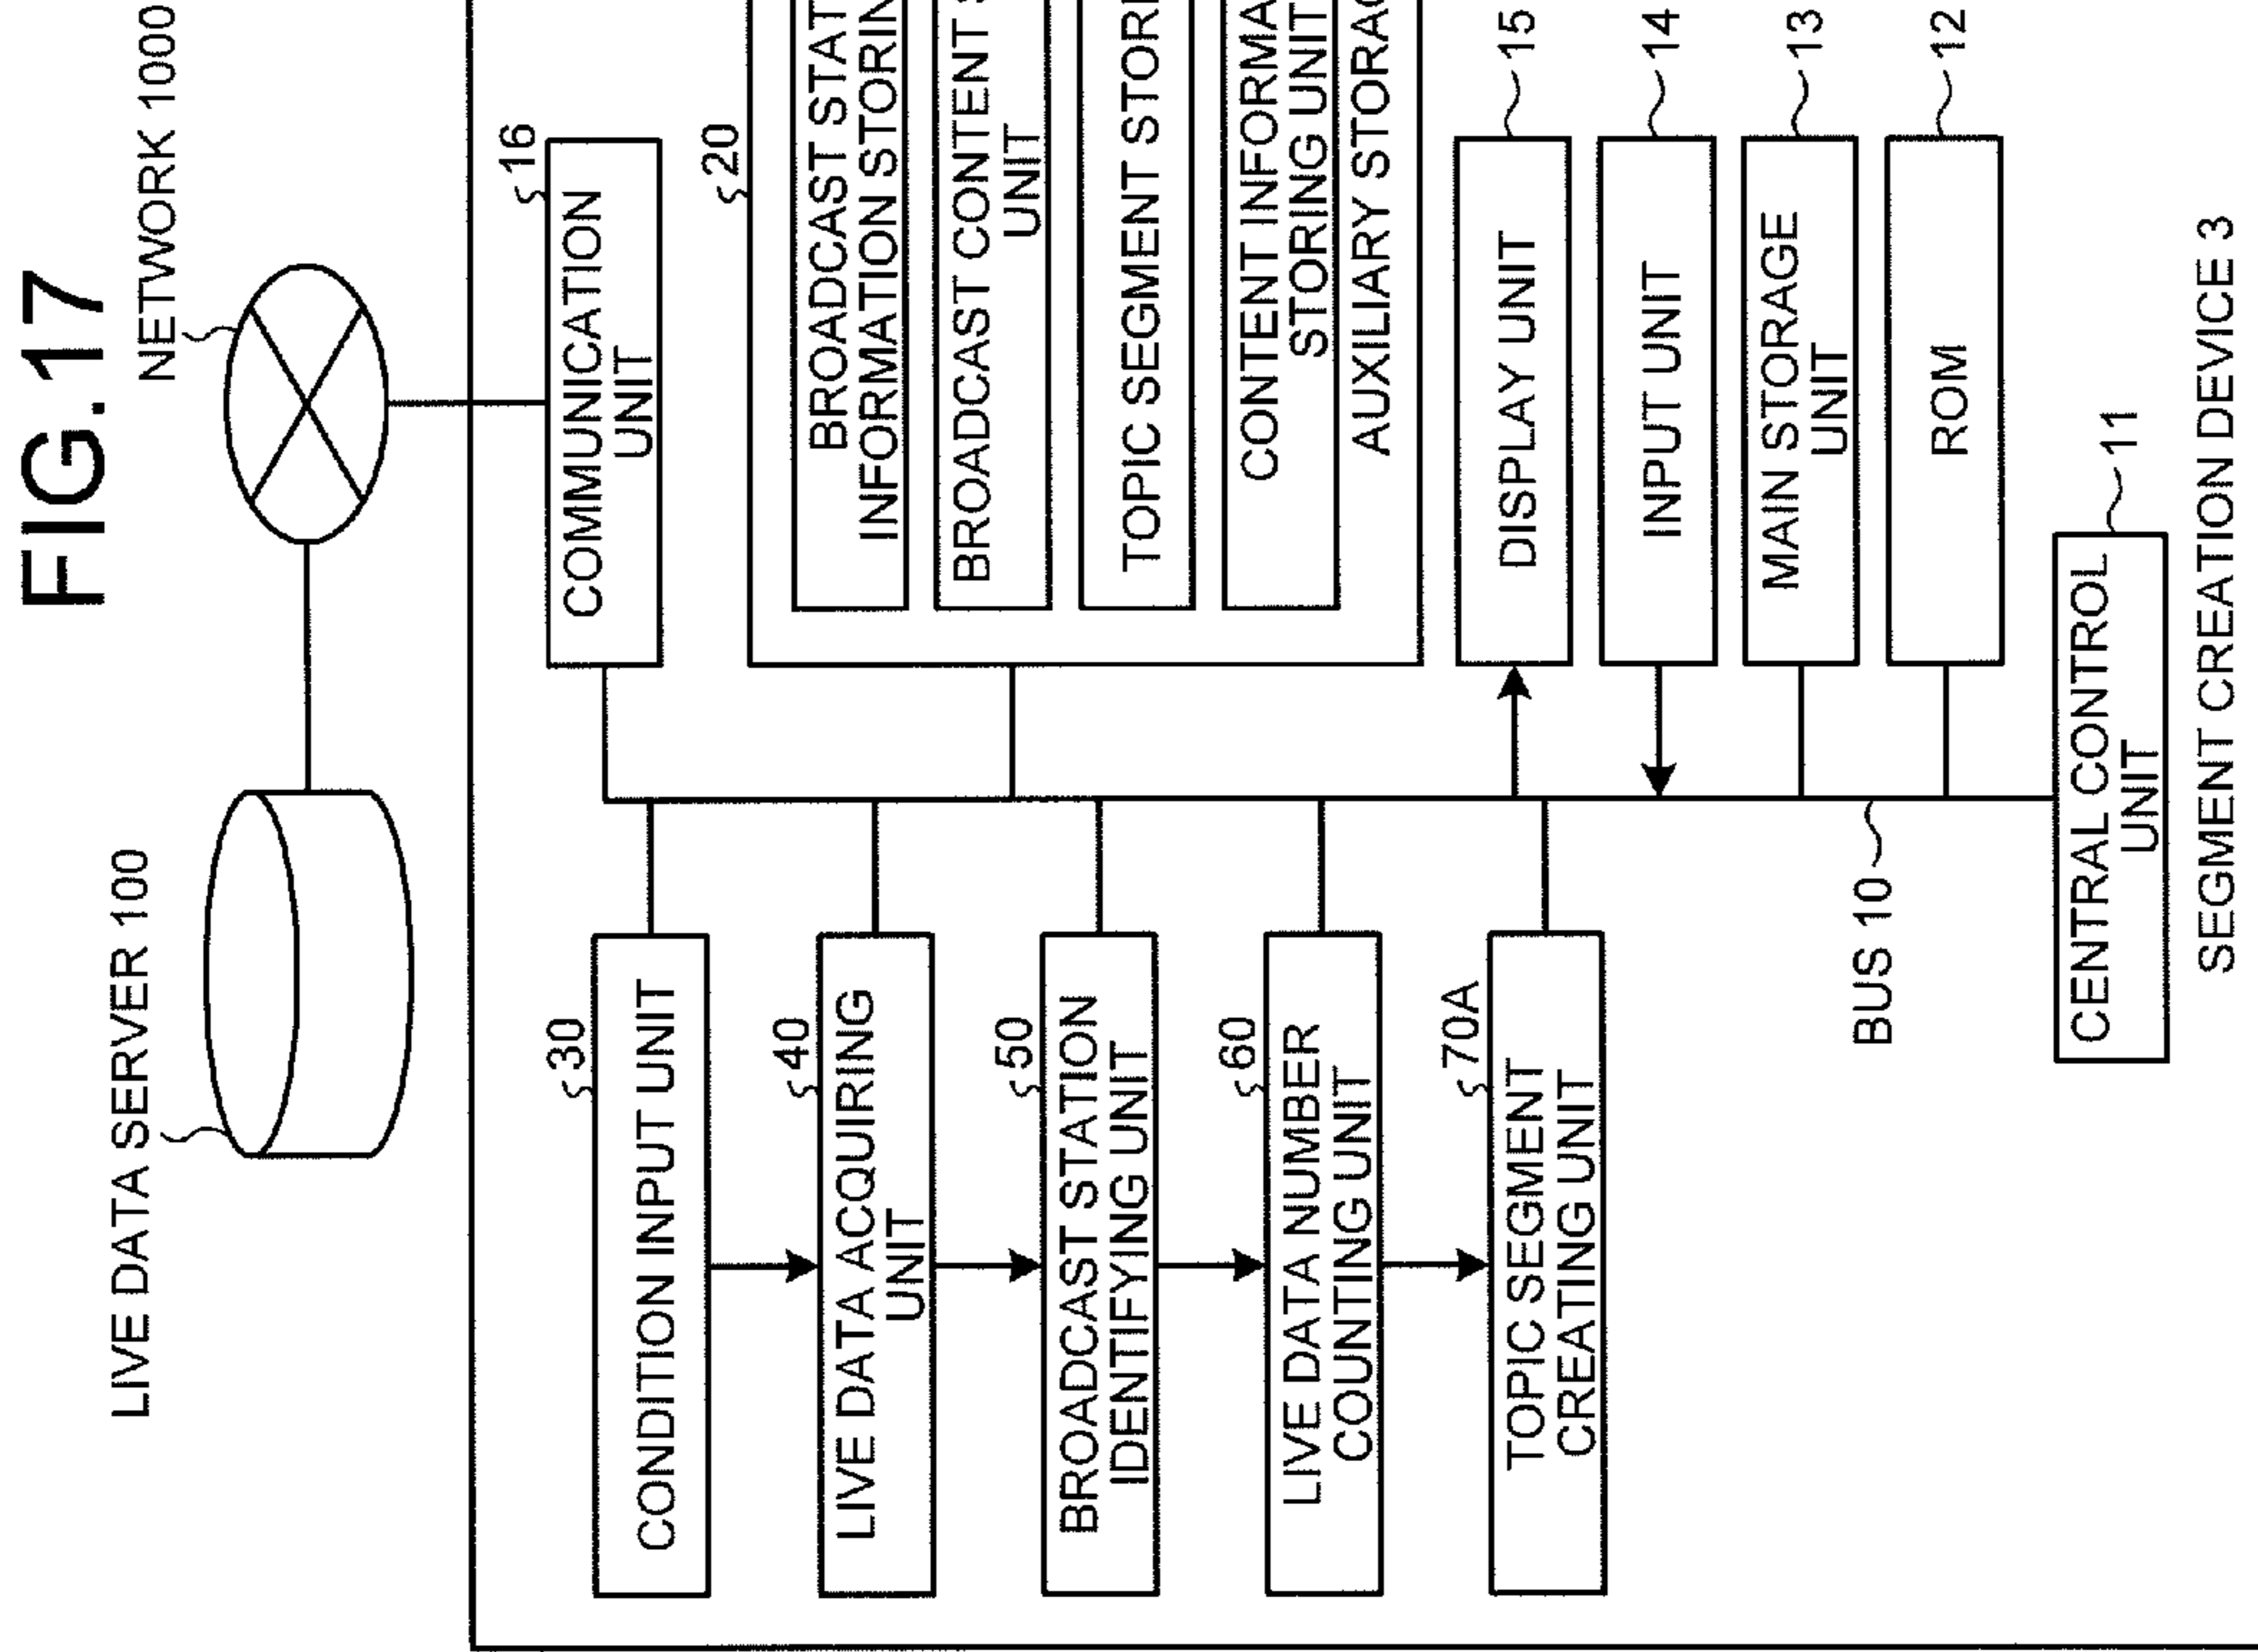 FIG.17
LIVE DATA SERVER 100
NETWORK 1000
30
CONDITION INPUT UNIT
40
LIVE DATA ACQUIRING
UNIT
50
BROADCAST STATION
IDENTIFYING UNIT
60
LIVE DATA NUMBER
COUNTING UNIT
70A
TOPIC SEGMENT
CREATING UNIT
16
COMMUNICATION
UNIT
20
BROADCAST STAT
INFORMATION STORIN
BROADCAST CONTENT S
UNIT
TOPIC SEGMENT STORI
CONTENT INFORMA
STORING UNIT
AUXILIARY STORAG
DISPLAY UNIT
15
INPUT UNIT
14
MAIN STORAGE
UNIT
13
ROM
12
BUS 10
CENTRAL CONTROL
UNIT
11
SEGMENT CREATION DEVICE 3